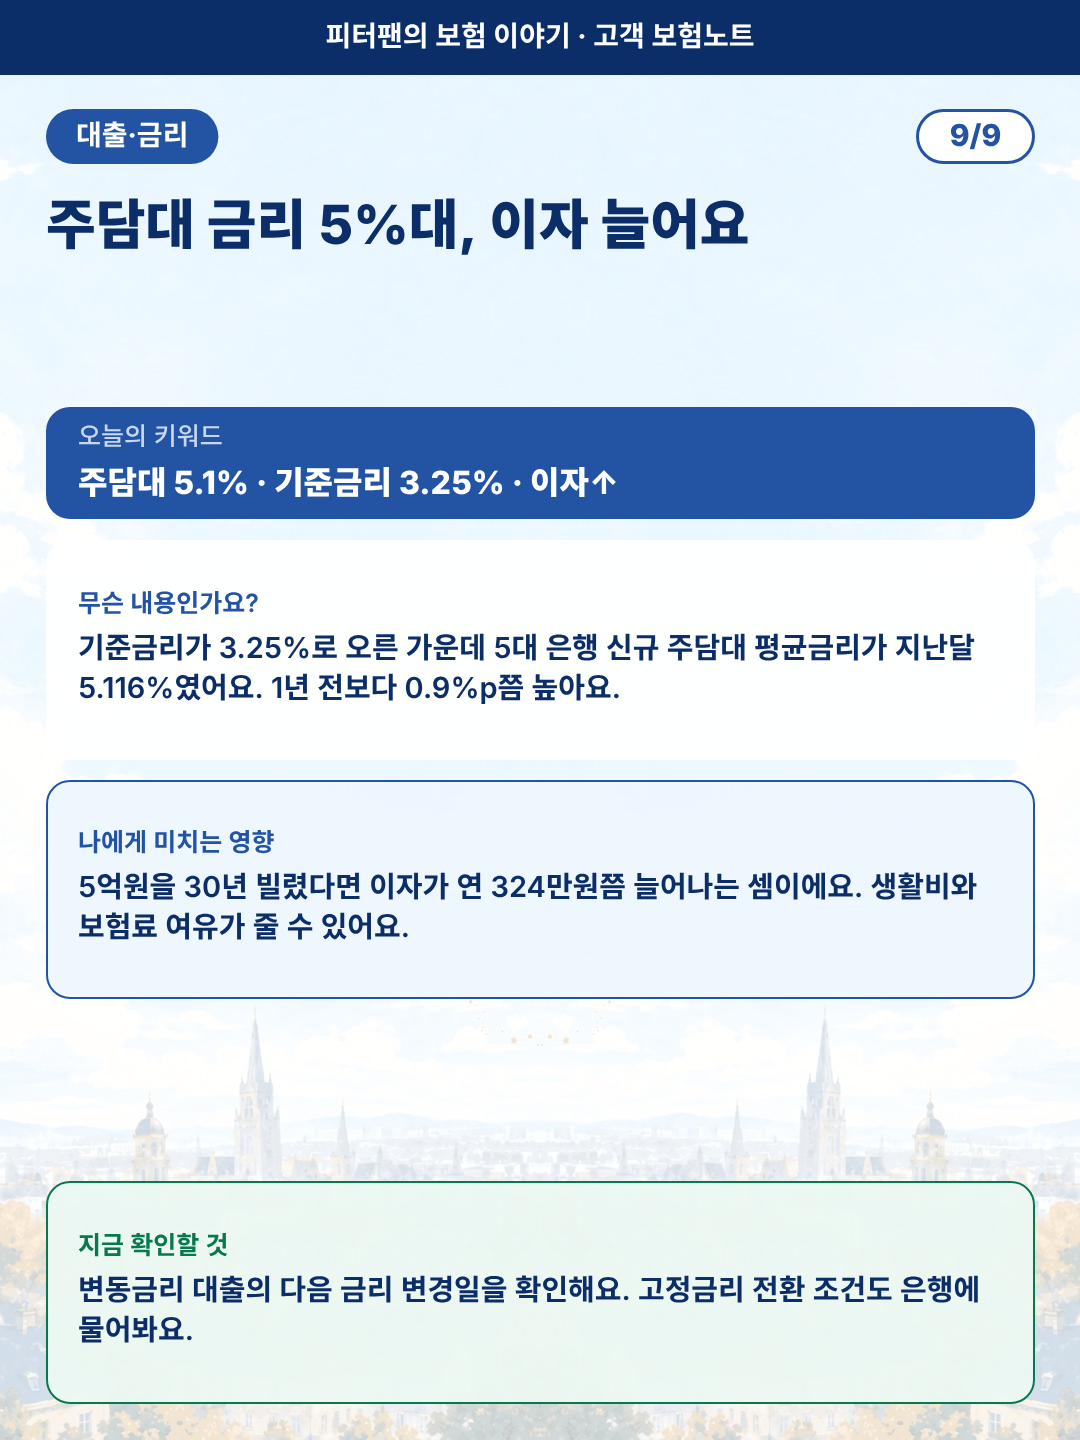 피터팬의 보험 이야기 · 고객 보험노트
대출·금리
9/9
주담대 금리 5%대, 이자 늘어요
오늘의 키워드
주담대 5.1% · 기준금리 3.25% · 이자↑
무슨 내용인가요?
기준금리가 3.25%로 오른 가운데 5대 은행 신규 주담대 평균금리가 지난달
5.116%였어요. 1년 전보다 0.9%p쯤 높아요.
나에게 미치는 영향
5억원을 30년 빌렸다면 이자가 연 324만원쯤 늘어나는 셈이에요. 생활비와
보험료 여유가 줄 수 있어요.
지금 확인할 것
변동금리 대출의 다음 금리 변경일을 확인해요. 고정금리 전환 조건도 은행에
물어봐요.